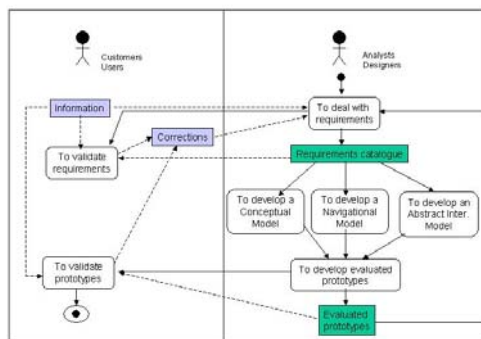 Customers
Users
Analysts
Designers
Information
To deal with
requirements
Corrections
To validate
requirements
Requirements catalogue
To develop a
Conceptual
Model
To develop a
Navigational
Model
To develop an
Abstract Inter.
Model
To validate
prototypes
To develop evaluated
prototypes
Evaluated
prototypes